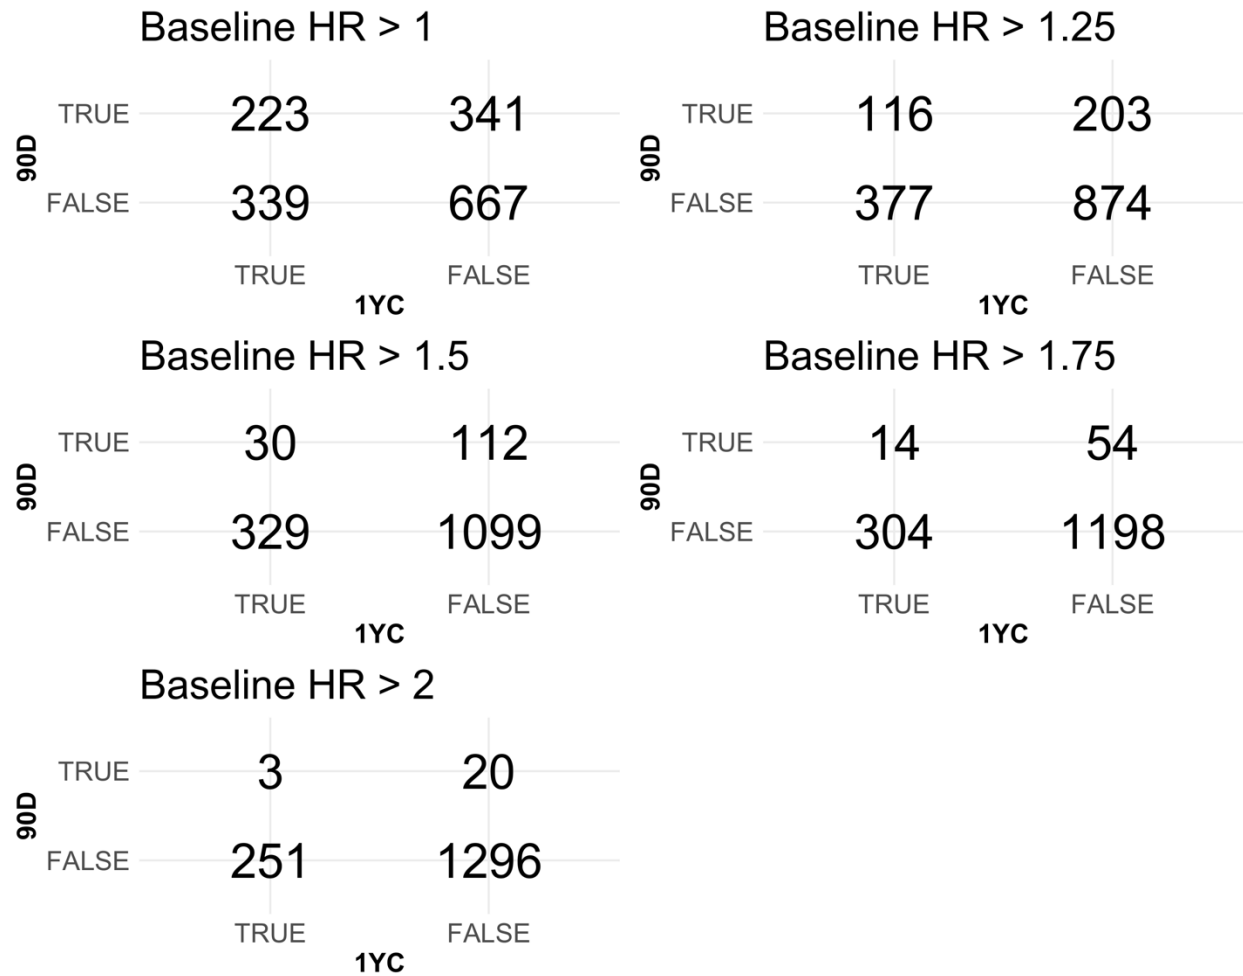 Baseline HR > 1
90D
TRUE 223 341
FALSE 339 667
TRUE FALSE
1YC
Baseline HR > 1.25
90D
TRUE 116 203
FALSE 377 874
TRUE FALSE
1YC
Baseline HR > 1.5
90D
TRUE 30 112
FALSE 329 1099
TRUE FALSE
1YC
Baseline HR > 1.75
90D
TRUE 14 54
FALSE 304 1198
TRUE FALSE
1YC
Baseline HR > 2
90D
TRUE 3 20
FALSE 251 1296
TRUE FALSE
1YC